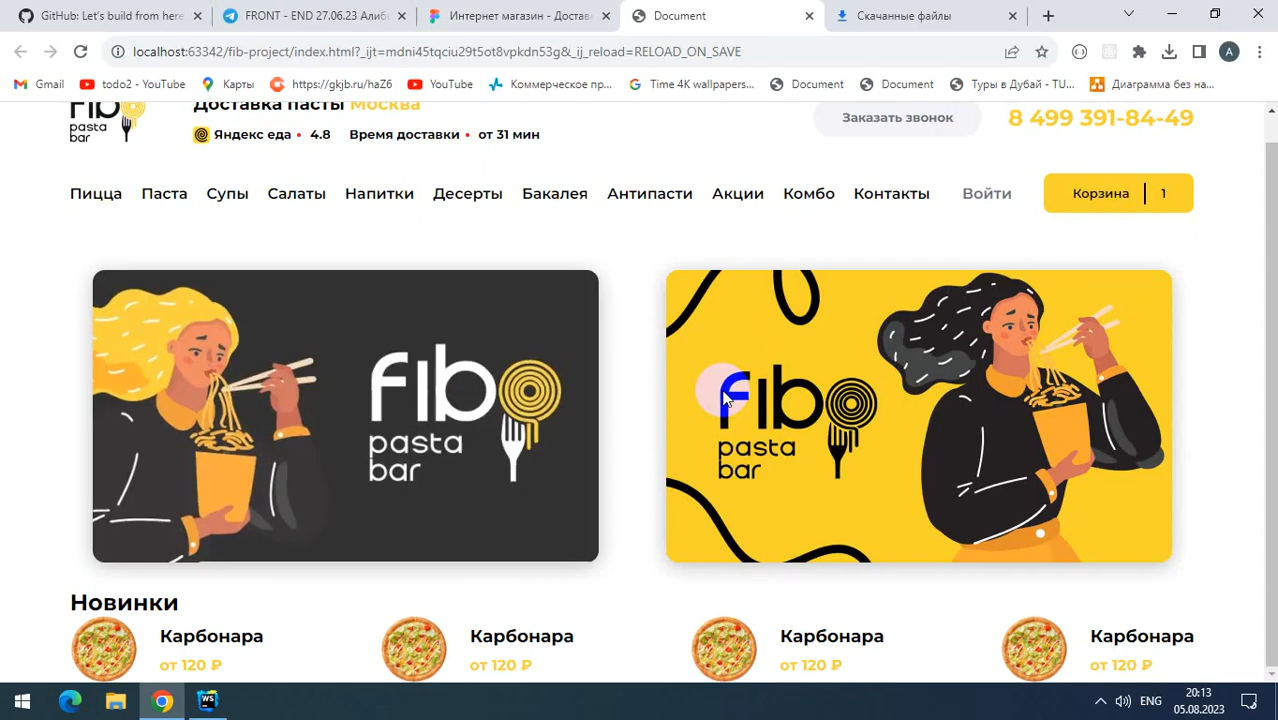 GitHub: Let's build from here
FRONT - END 27.06.23 Алибе
Интернет магазин - Достав
Document
Скачанные файлы
localhost:63342/fib-project/index.html?_ijt=mdni45tqciu29t5ot8vpkdn53g&_ij_reload=RELOAD_ON_SAVE
A
Gmail
todo2 - YouTube
Карты
https://gkjb.ru/haZ6
YouTube
Коммерческое пр...
Time 4K wallpapers...
Document
Document
Туры в Дубай - TU...
Диаграмма без на...
fibo
pasta
bar
Доставка пасты Москва
Яндекс еда • 4.8 Время доставки • от 31 мин
Заказать звонок
8 499 391-84-49
Пицца Паста Супы Салаты Напитки Десерты Бакалея Антипасти Акции Комбо Контакты Войти
Корзина 1
fibo
pasta
bar
fibo
pasta
bar
Новинки
Карбонара
от 120 ₽
Карбонара
от 120 ₽
Карбонара
от 120 ₽
Карбонара
от 120 ₽
WS
ENG
20:13
05.08.2023